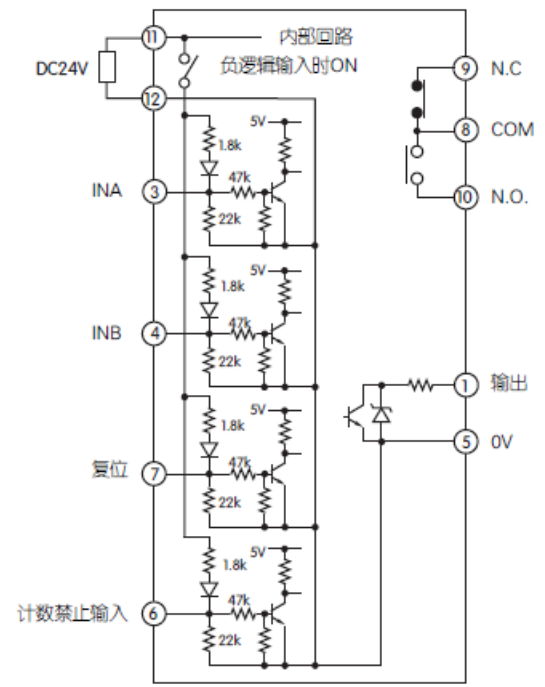 11 内部回路
DC24V 负逻辑输入时ON
12
9 N.C
8 COM
10 N.O.
5V
1.8k
47k
INA 3
22k
5V
1.8k
47k
INB 4
22k
1 输出
5 0V
5V
1.8k
47k
复位 7
22k
5V
1.8k
47k
计数禁止输入 6
22k